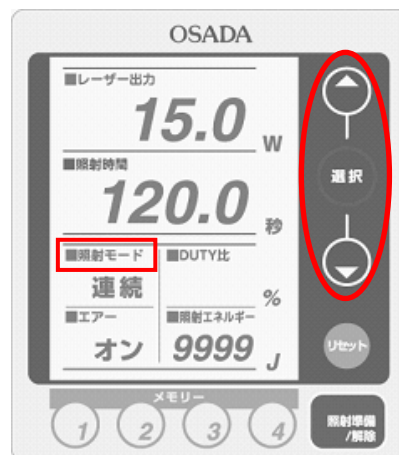 OSADA
■レーザー出力
15.0 W
■照射時間
120.0 秒
■照射モード ■DUTY比
連続 %
■エアー ■照射エネルギー
オン 9999 J
選択
リセット
メモリー
1 2 3 4
照射準備
/解除